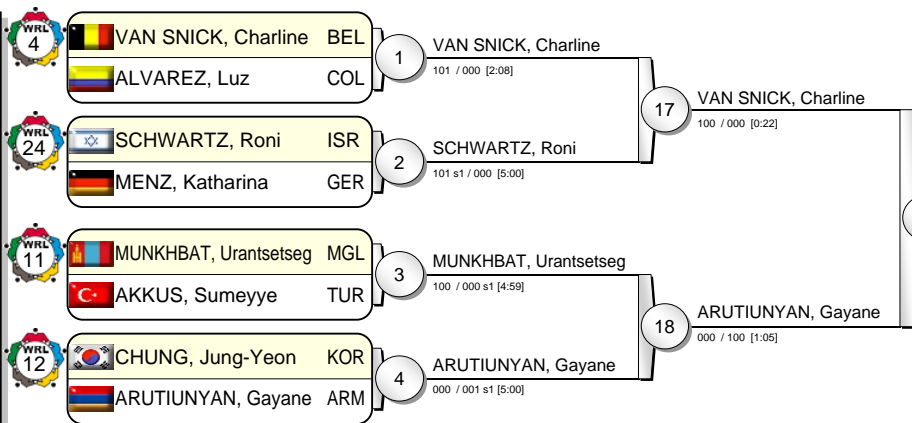 WRL
4
VAN SNICK, Charline BEL
ALVAREZ, Luz COL
1
VAN SNICK, Charline
101 / 000 [2:08]
WRL
24
SCHWARTZ, Roni ISR
MENZ, Katharina GER
2
SCHWARTZ, Roni
101 s1 / 000 [5:00]
17
VAN SNICK, Charline
100 / 000 [0:22]
WRL
11
MUNKHBAT, Urantsetseg MGL
AKKUS, Sumeyye TUR
3
MUNKHBAT, Urantsetseg
100 / 000 s1 [4:59]
WRL
12
CHUNG, Jung-Yeon KOR
ARUTIUNYAN, Gayane ARM
4
ARUTIUNYAN, Gayane
000 / 001 s1 [5:00]
18
ARUTIUNYAN, Gayane
000 / 100 [1:05]